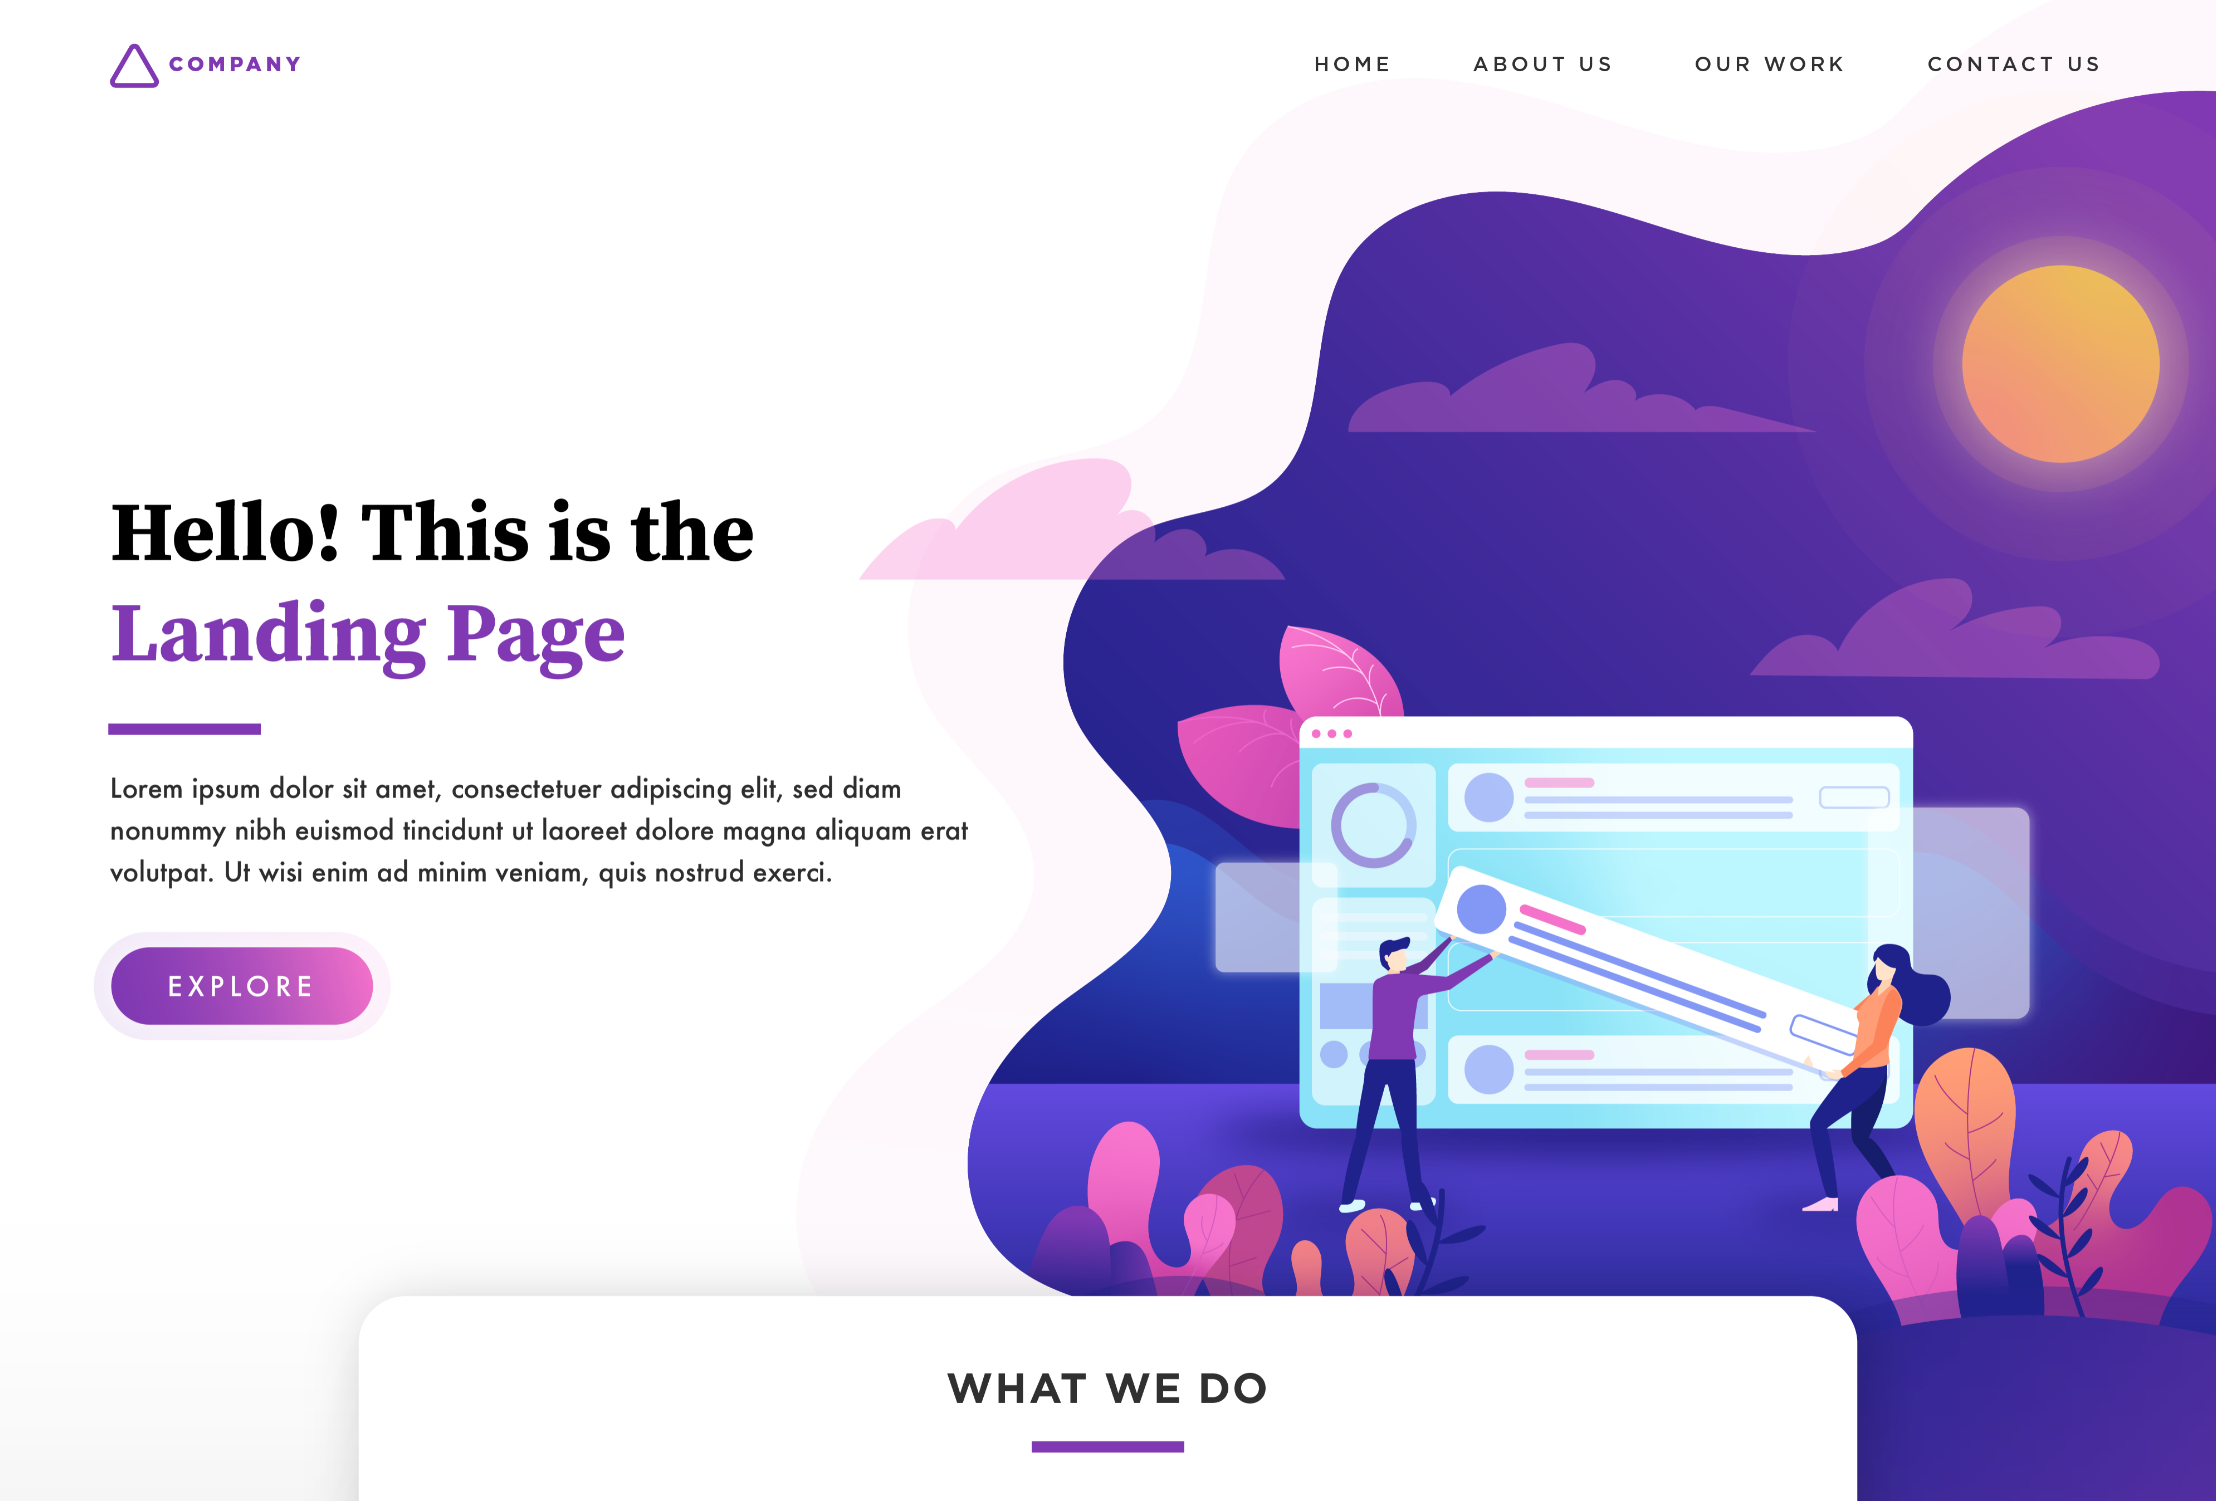 COMPANY
HOME
ABOUT US
OUR WORK
CONTACT US
Hello! This is the
Landing Page
Lorem ipsum dolor sit amet, consectetuer adipiscing elit, sed diam
nonummy nibh euismod tincidunt ut laoreet dolore magna aliquam erat
volutpat. Ut wisi enim ad minim veniam, quis nostrud exerci.
EXPLORE
WHAT WE DO